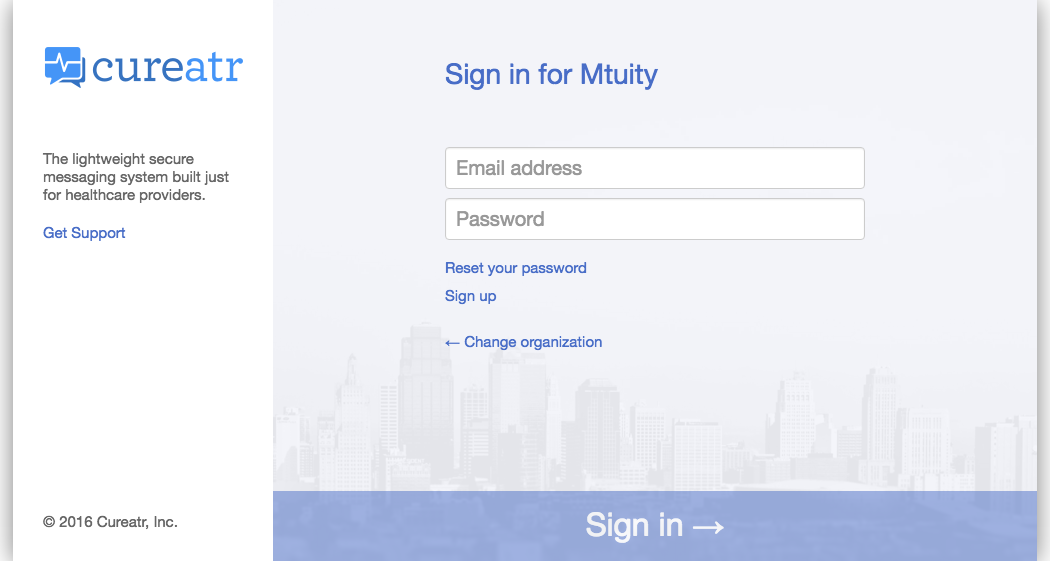 cureatr
The lightweight secure
messaging system built just
for healthcare providers.
Get Support
© 2016 Cureatr, Inc.
Sign in for Mtuity
Email address
Password
Reset your password
Sign up
← Change organization
Sign in →